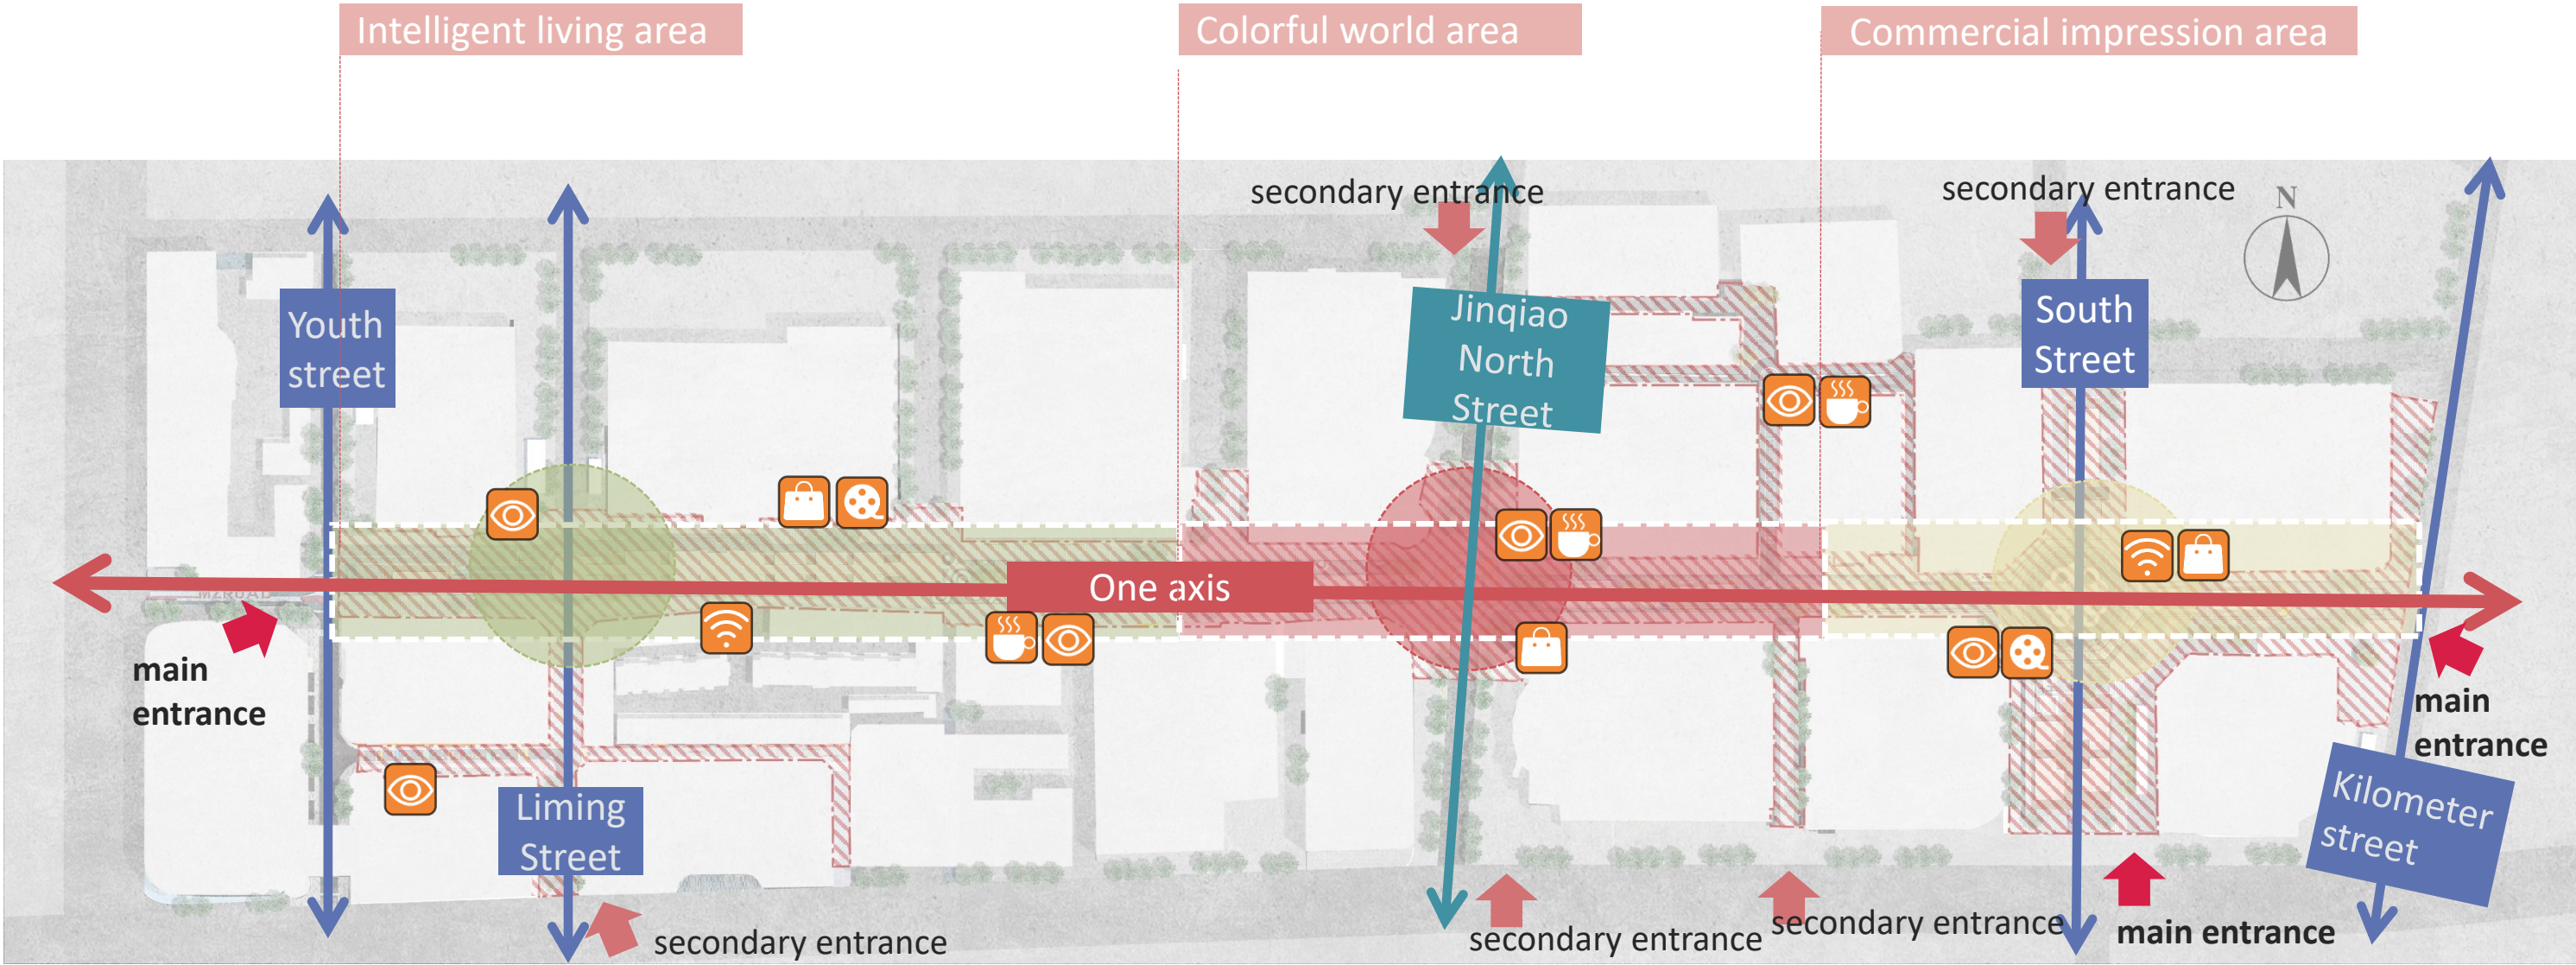 Intelligent living area
Colorful world area
Commercial impression area
secondary entrance
secondary entrance
N
Youth
street
Jinqiao
North
Street
South
Street
One axis
main
entrance
main
entrance
Liming
Street
Kilometer
street
secondary entrance
secondary entrance
secondary entrance
main entrance